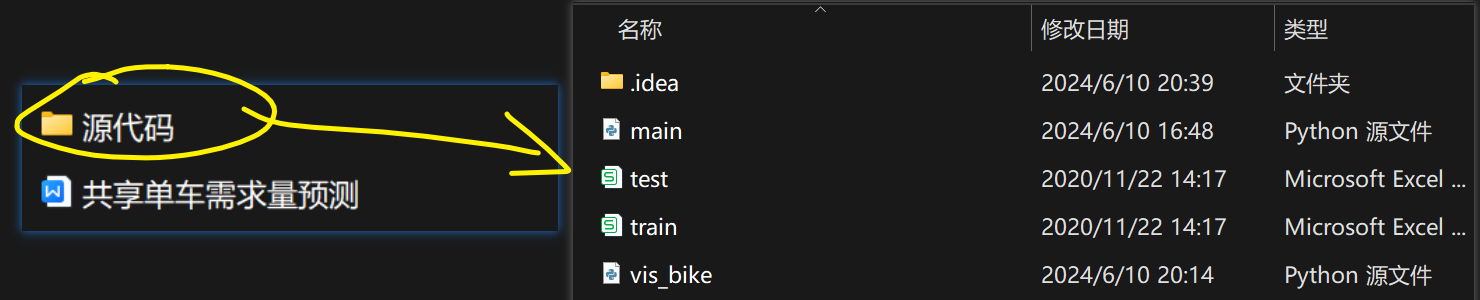 源代码
共享单车需求量预测
名称 修改日期 类型
.idea 2024/6/10 20:39 文件夹
main 2024/6/10 16:48 Python 源文件
test 2020/11/22 14:17 Microsoft Excel ...
train 2020/11/22 14:17 Microsoft Excel ...
vis_bike 2024/6/10 20:14 Python 源文件